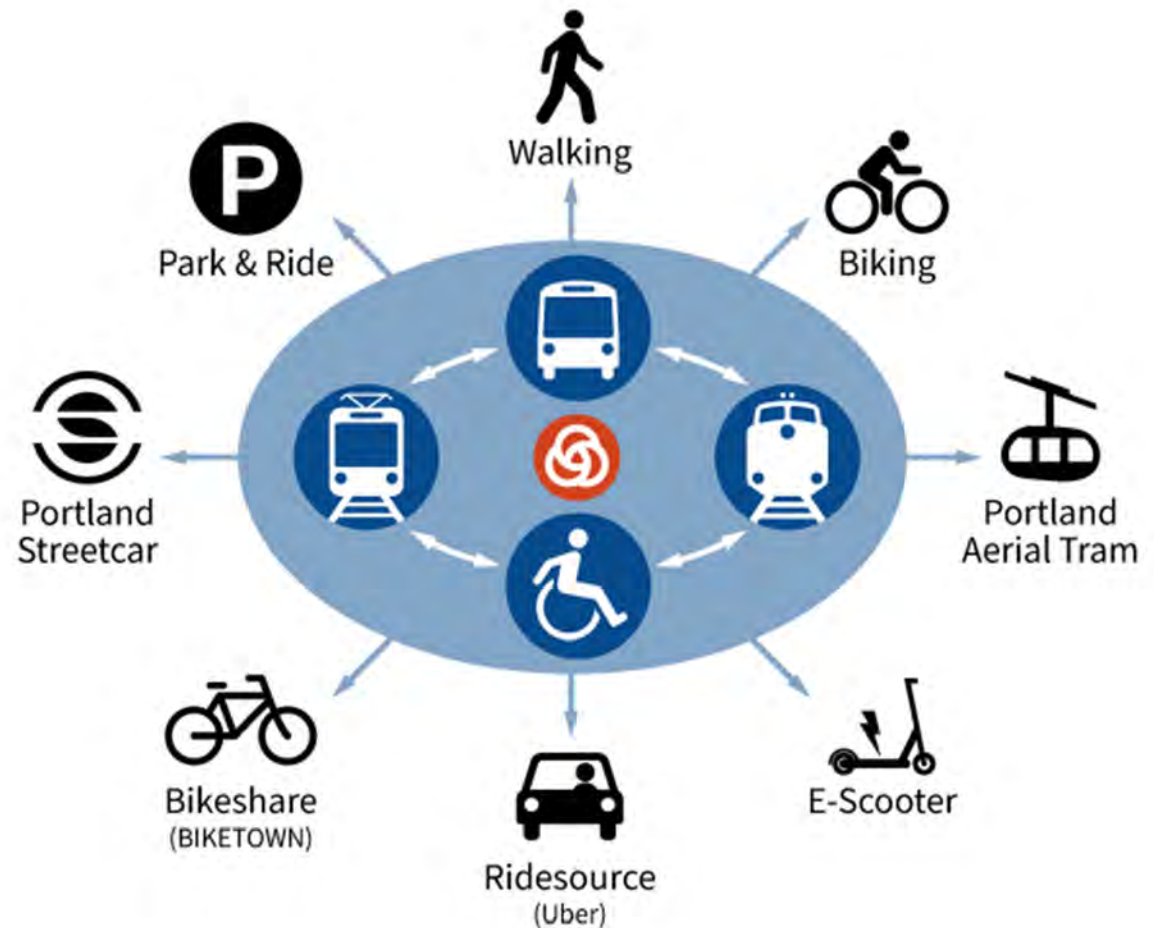 Walking
P
Park & Ride
Biking
Portland
Streetcar
Portland
Aerial Tram
Bikeshare
(BIKETOWN)
E-Scooter
Ridesource
(Uber)